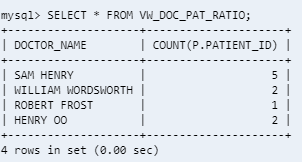 mysql> SELECT * FROM VW_DOC_PAT_RATIO;
+--------------------+---------------------+
| DOCTOR_NAME        | COUNT(P.PATIENT_ID) |
+--------------------+---------------------+
| SAM HENRY          |                   5 |
| WILLIAM WORDSWORTH |                   2 |
| ROBERT FROST       |                   1 |
| HENRY OO           |                   2 |
+--------------------+---------------------+
4 rows in set (0.00 sec)